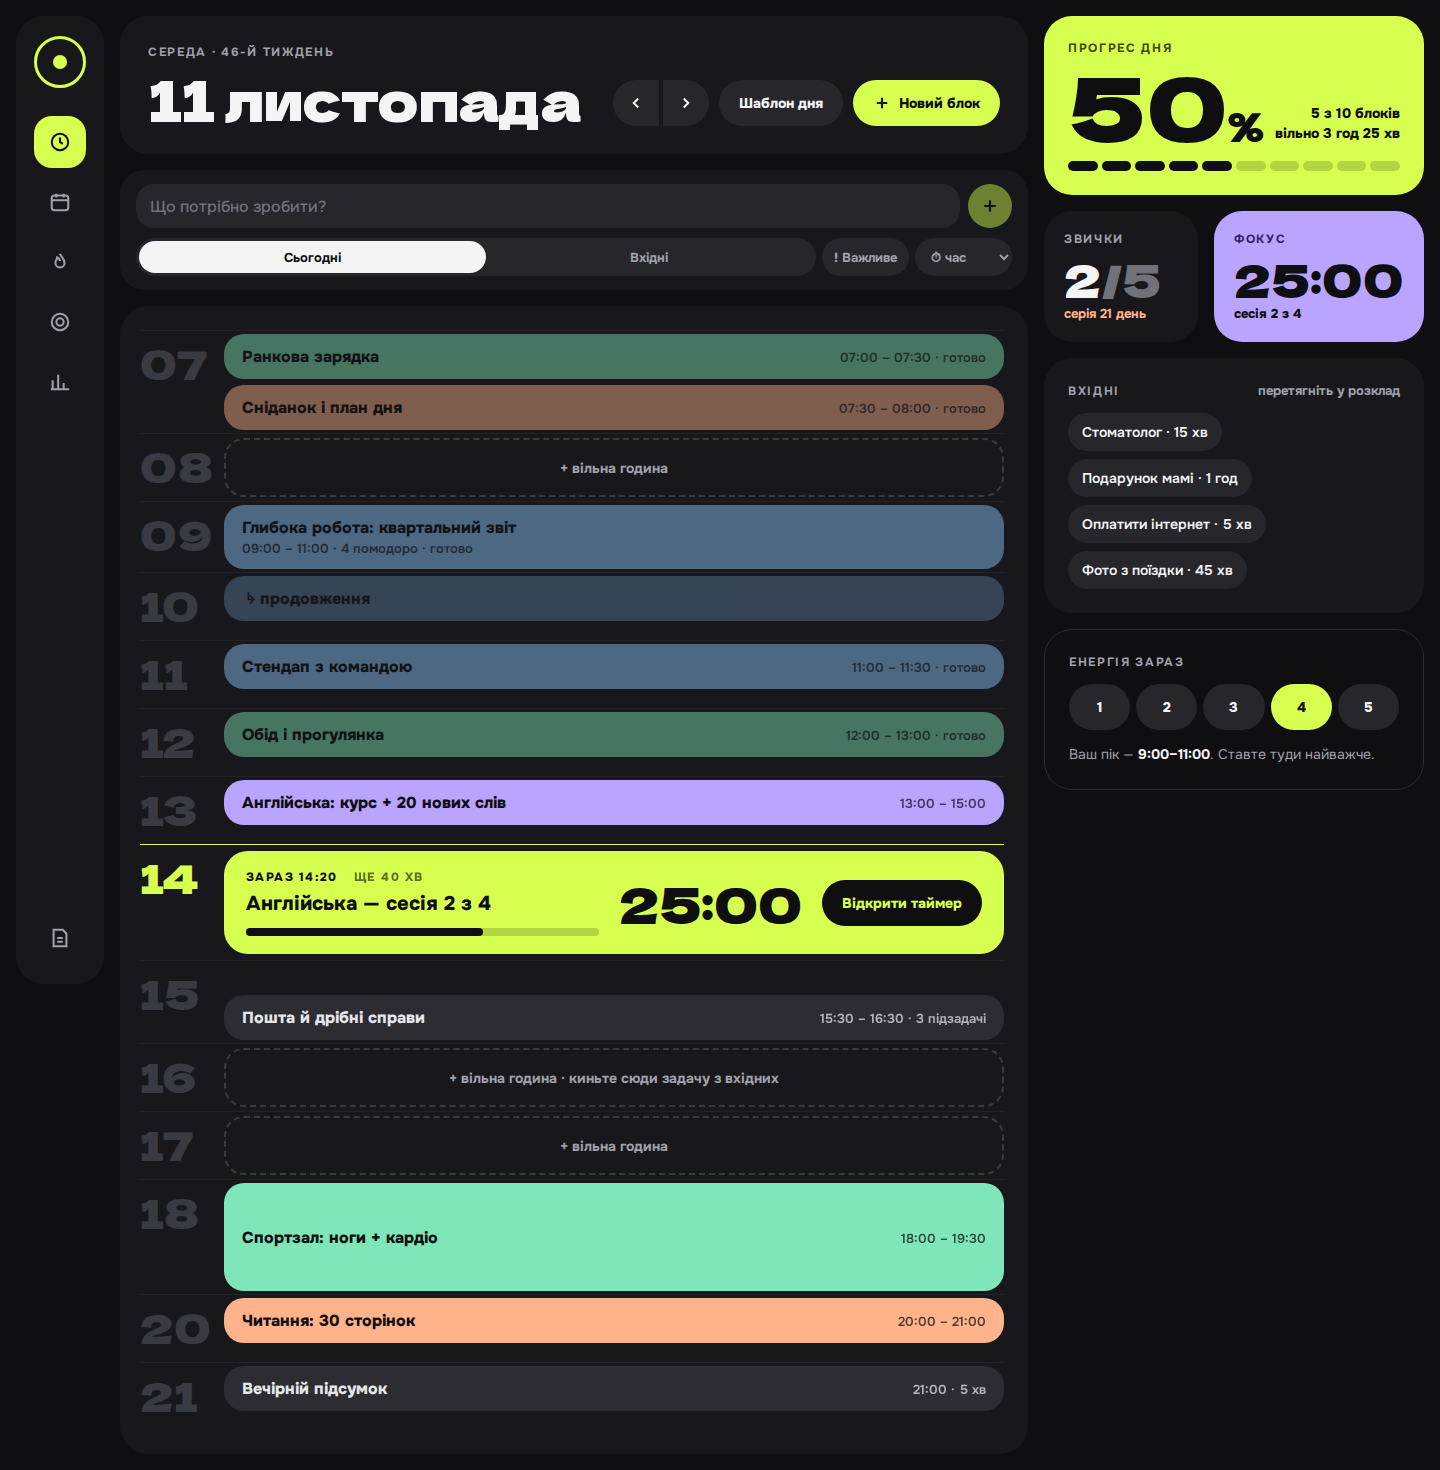 СЕРЕДА · 46-Й ТИЖДЕНЬ
11 листопада
Шаблон дня
+ Новий блок
Що потрібно зробити?
+
Сьогодні
Вхідні
! Важливе
⏱ час
07
Ранкова зарядка
07:00 – 07:30 · готово
Сніданок і план дня
07:30 – 08:00 · готово
08
+ вільна година
09
Глибока робота: квартальний звіт
09:00 – 11:00 · 4 помодоро · готово
10
↳ продовження
11
Стендап з командою
11:00 – 11:30 · готово
12
Обід і прогулянка
12:00 – 13:00 · готово
13
Англійська: курс + 20 нових слів
13:00 – 15:00
14
ЗАРАЗ 14:20 ЩЕ 40 ХВ
Англійська — сесія 2 з 4
25:00
Відкрити таймер
15
Пошта й дрібні справи
15:30 – 16:30 · 3 підзадачі
16
+ вільна година · киньте сюди задачу з вхідних
17
+ вільна година
18
Спортзал: ноги + кардіо
18:00 – 19:30
20
Читання: 30 сторінок
20:00 – 21:00
21
Вечірній підсумок
21:00 · 5 хв
ПРОГРЕС ДНЯ
50%
5 з 10 блоків
вільно 3 год 25 хв
ЗВИЧКИ
2/5
серія 21 день
ФОКУС
25:00
сесія 2 з 4
ВХІДНІ
перетягніть у розклад
Стоматолог · 15 хв
Подарунок мамі · 1 год
Оплатити інтернет · 5 хв
Фото з поїздки · 45 хв
ЕНЕРГІЯ ЗАРАЗ
1
2
3
4
5
Ваш пік — 9:00–11:00. Ставте туди найважче.